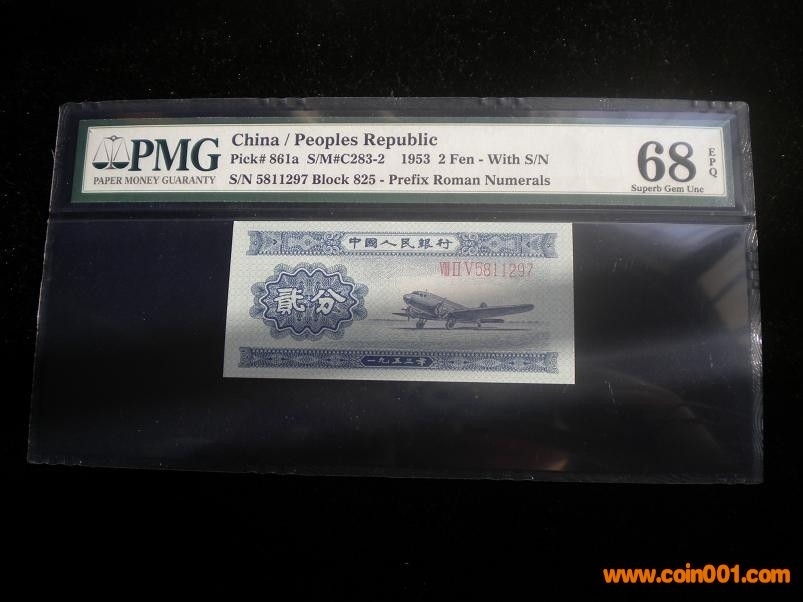 PMG
PAPER MONEY GUARANTY
China / Peoples Republic
Pick# 861a S/M#C283-2 1953 2 Fen - With S/N
S/N 5811297 Block 825 - Prefix Roman Numerals
68
EPQ
Superb Gem Unc
中國人民銀行
VIII II V 5811297
貳分
一九五三年
www.coin001.com